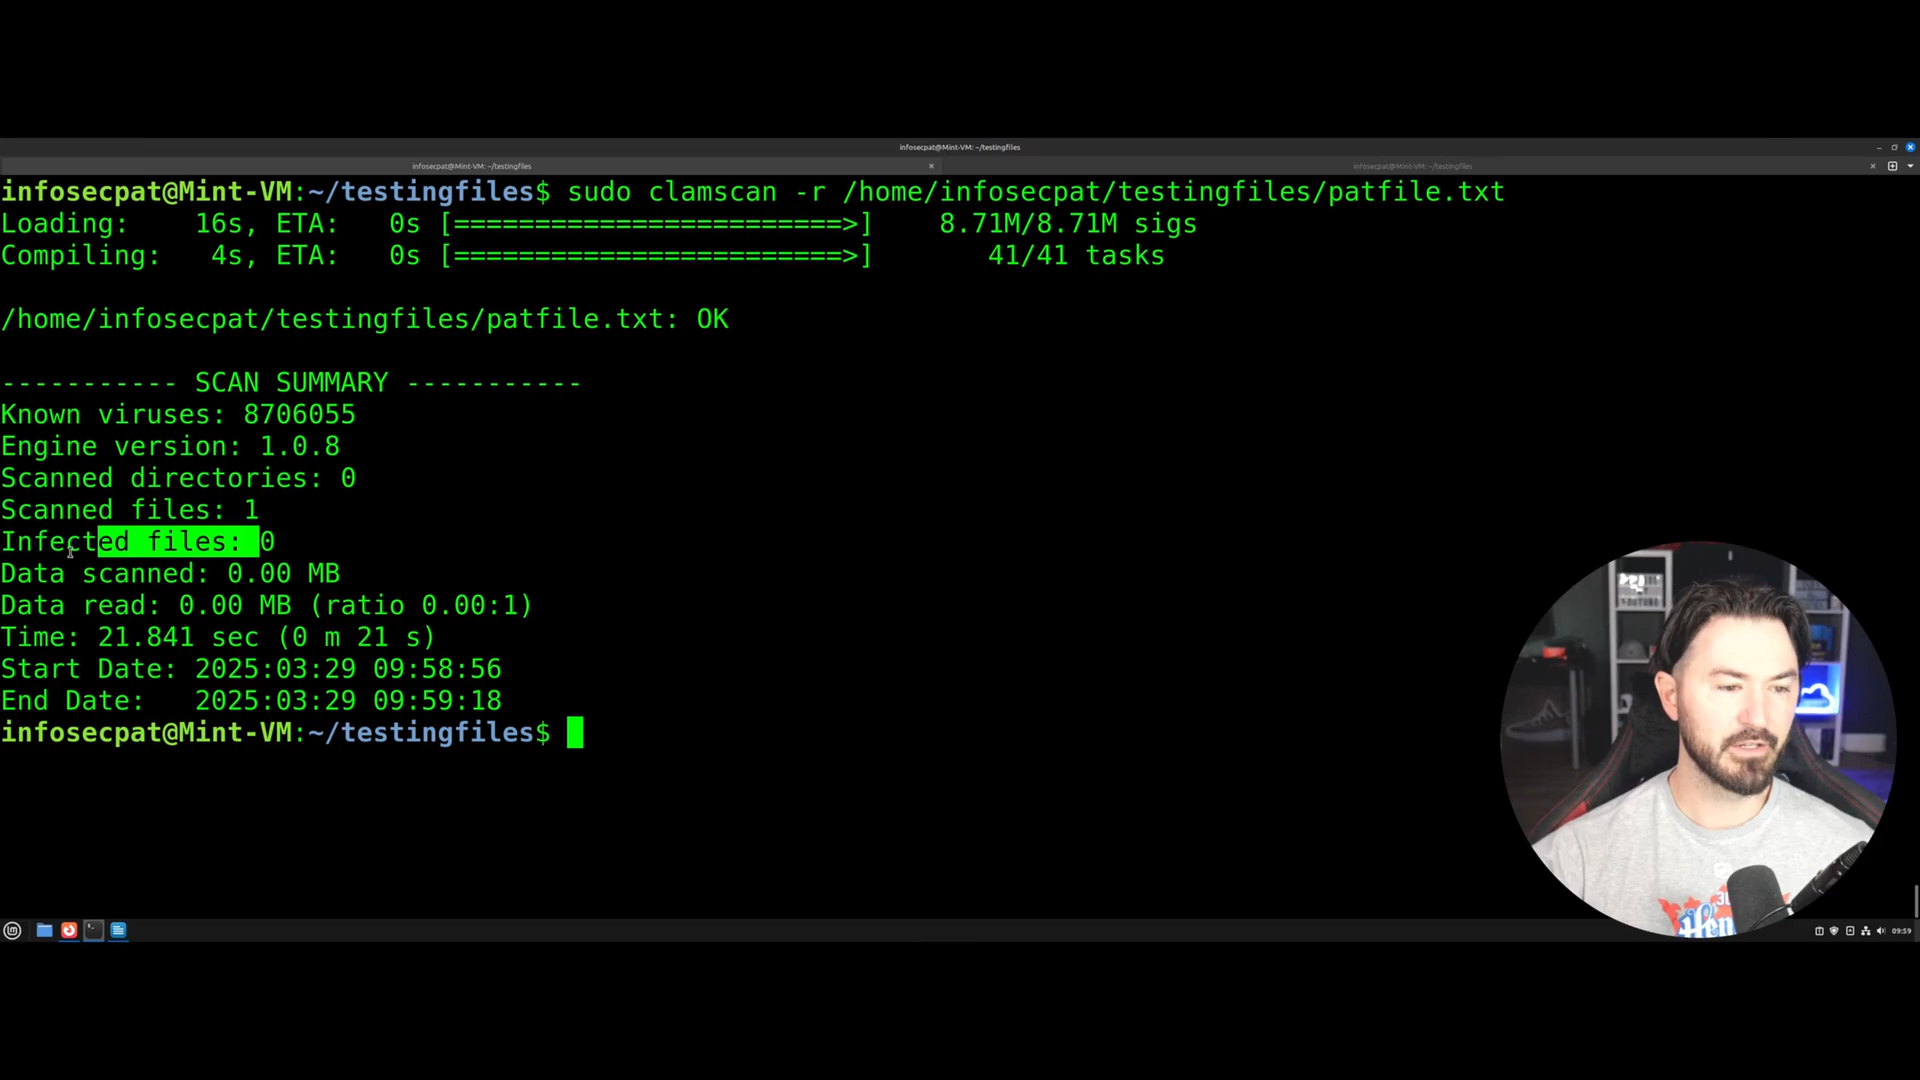 infosecpat@Mint-VM: ~/testingfiles
infosecpat@Mint-VM: ~/testingfiles
infosecpat@Mint-VM: ~/testingfiles
infosecpat@Mint-VM:~/testingfiles$ sudo clamscan -r /home/infosecpat/testingfiles/patfile.txt
Loading:    16s, ETA:   0s [========================>]    8.71M/8.71M sigs
Compiling:   4s, ETA:   0s [========================>]       41/41 tasks
/home/infosecpat/testingfiles/patfile.txt: OK
----------- SCAN SUMMARY -----------
Known viruses: 8706055
Engine version: 1.0.8
Scanned directories: 0
Scanned files: 1
Infected files: 0
Data scanned: 0.00 MB
Data read: 0.00 MB (ratio 0.00:1)
Time: 21.841 sec (0 m 21 s)
Start Date: 2025:03:29 09:58:56
End Date:   2025:03:29 09:59:18
infosecpat@Mint-VM:~/testingfiles$
09:59